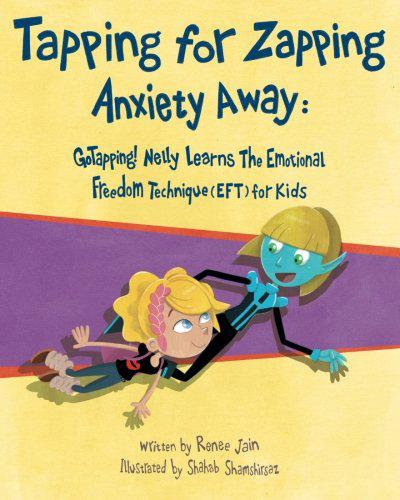 Tapping for Zapping
Anxiety Away:
GoTapping! Nelly Learns The Emotional
Freedom Technique (EFT) for Kids
written by Renee Jain
Illustrated by Shahab Shamshirsaz